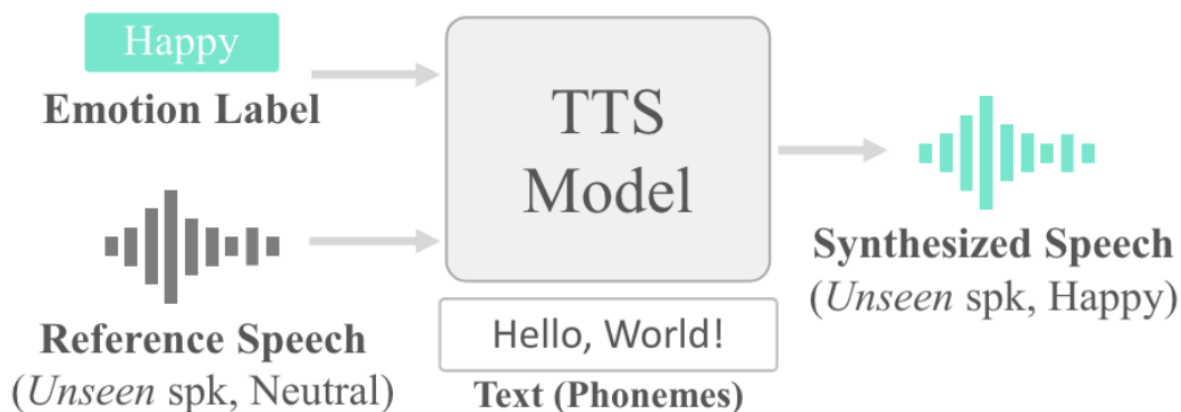 Happy
Emotion Label
Reference Speech
(Unseen spk, Neutral)
TTS
Model
Hello, World!
Text (Phonemes)
Synthesized Speech
(Unseen spk, Happy)